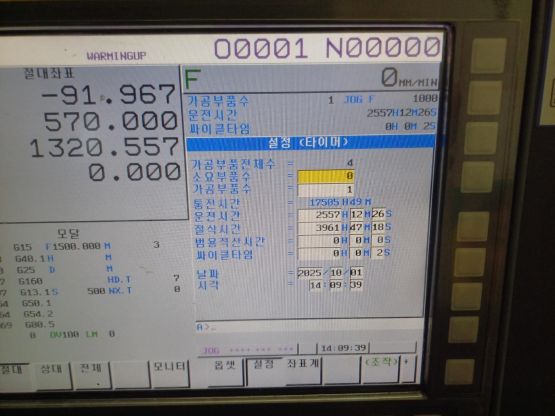 WARMINGUP O0001 N00000
절대좌표
-91.967
570.000
1320.557
0.000
F 0MM/MIN
가공부품수 1 JOG F 1000
운전시간 2557H12M26S
싸이클타임 0H 0M 2S
설정 (타이머)
가공부품전체수 = 4
소요부품수 = 0
가공부품수 = 1
통전시간 = 17505H49M
운전시간 = 2557H12M26S
절삭시간 = 3961H47M18S
범용적산시간 = 0H 0M 0S
싸이클타임 = 0H 0M 2S
날짜 = 2025/10/01
시각 = 14:09:39
모달
G15 F1500.000 M 3
G40.1 H M
G25 D M
G160 HD.T 7
G13.1 S 500 NX.T 0
G50.1
G54.2
G80.5
0 OV100 LM 0
A>_
JOG **** *** *** 14:09:39
절대 상대 전체 모니터 옵셋 설정 좌표계 (조작) +